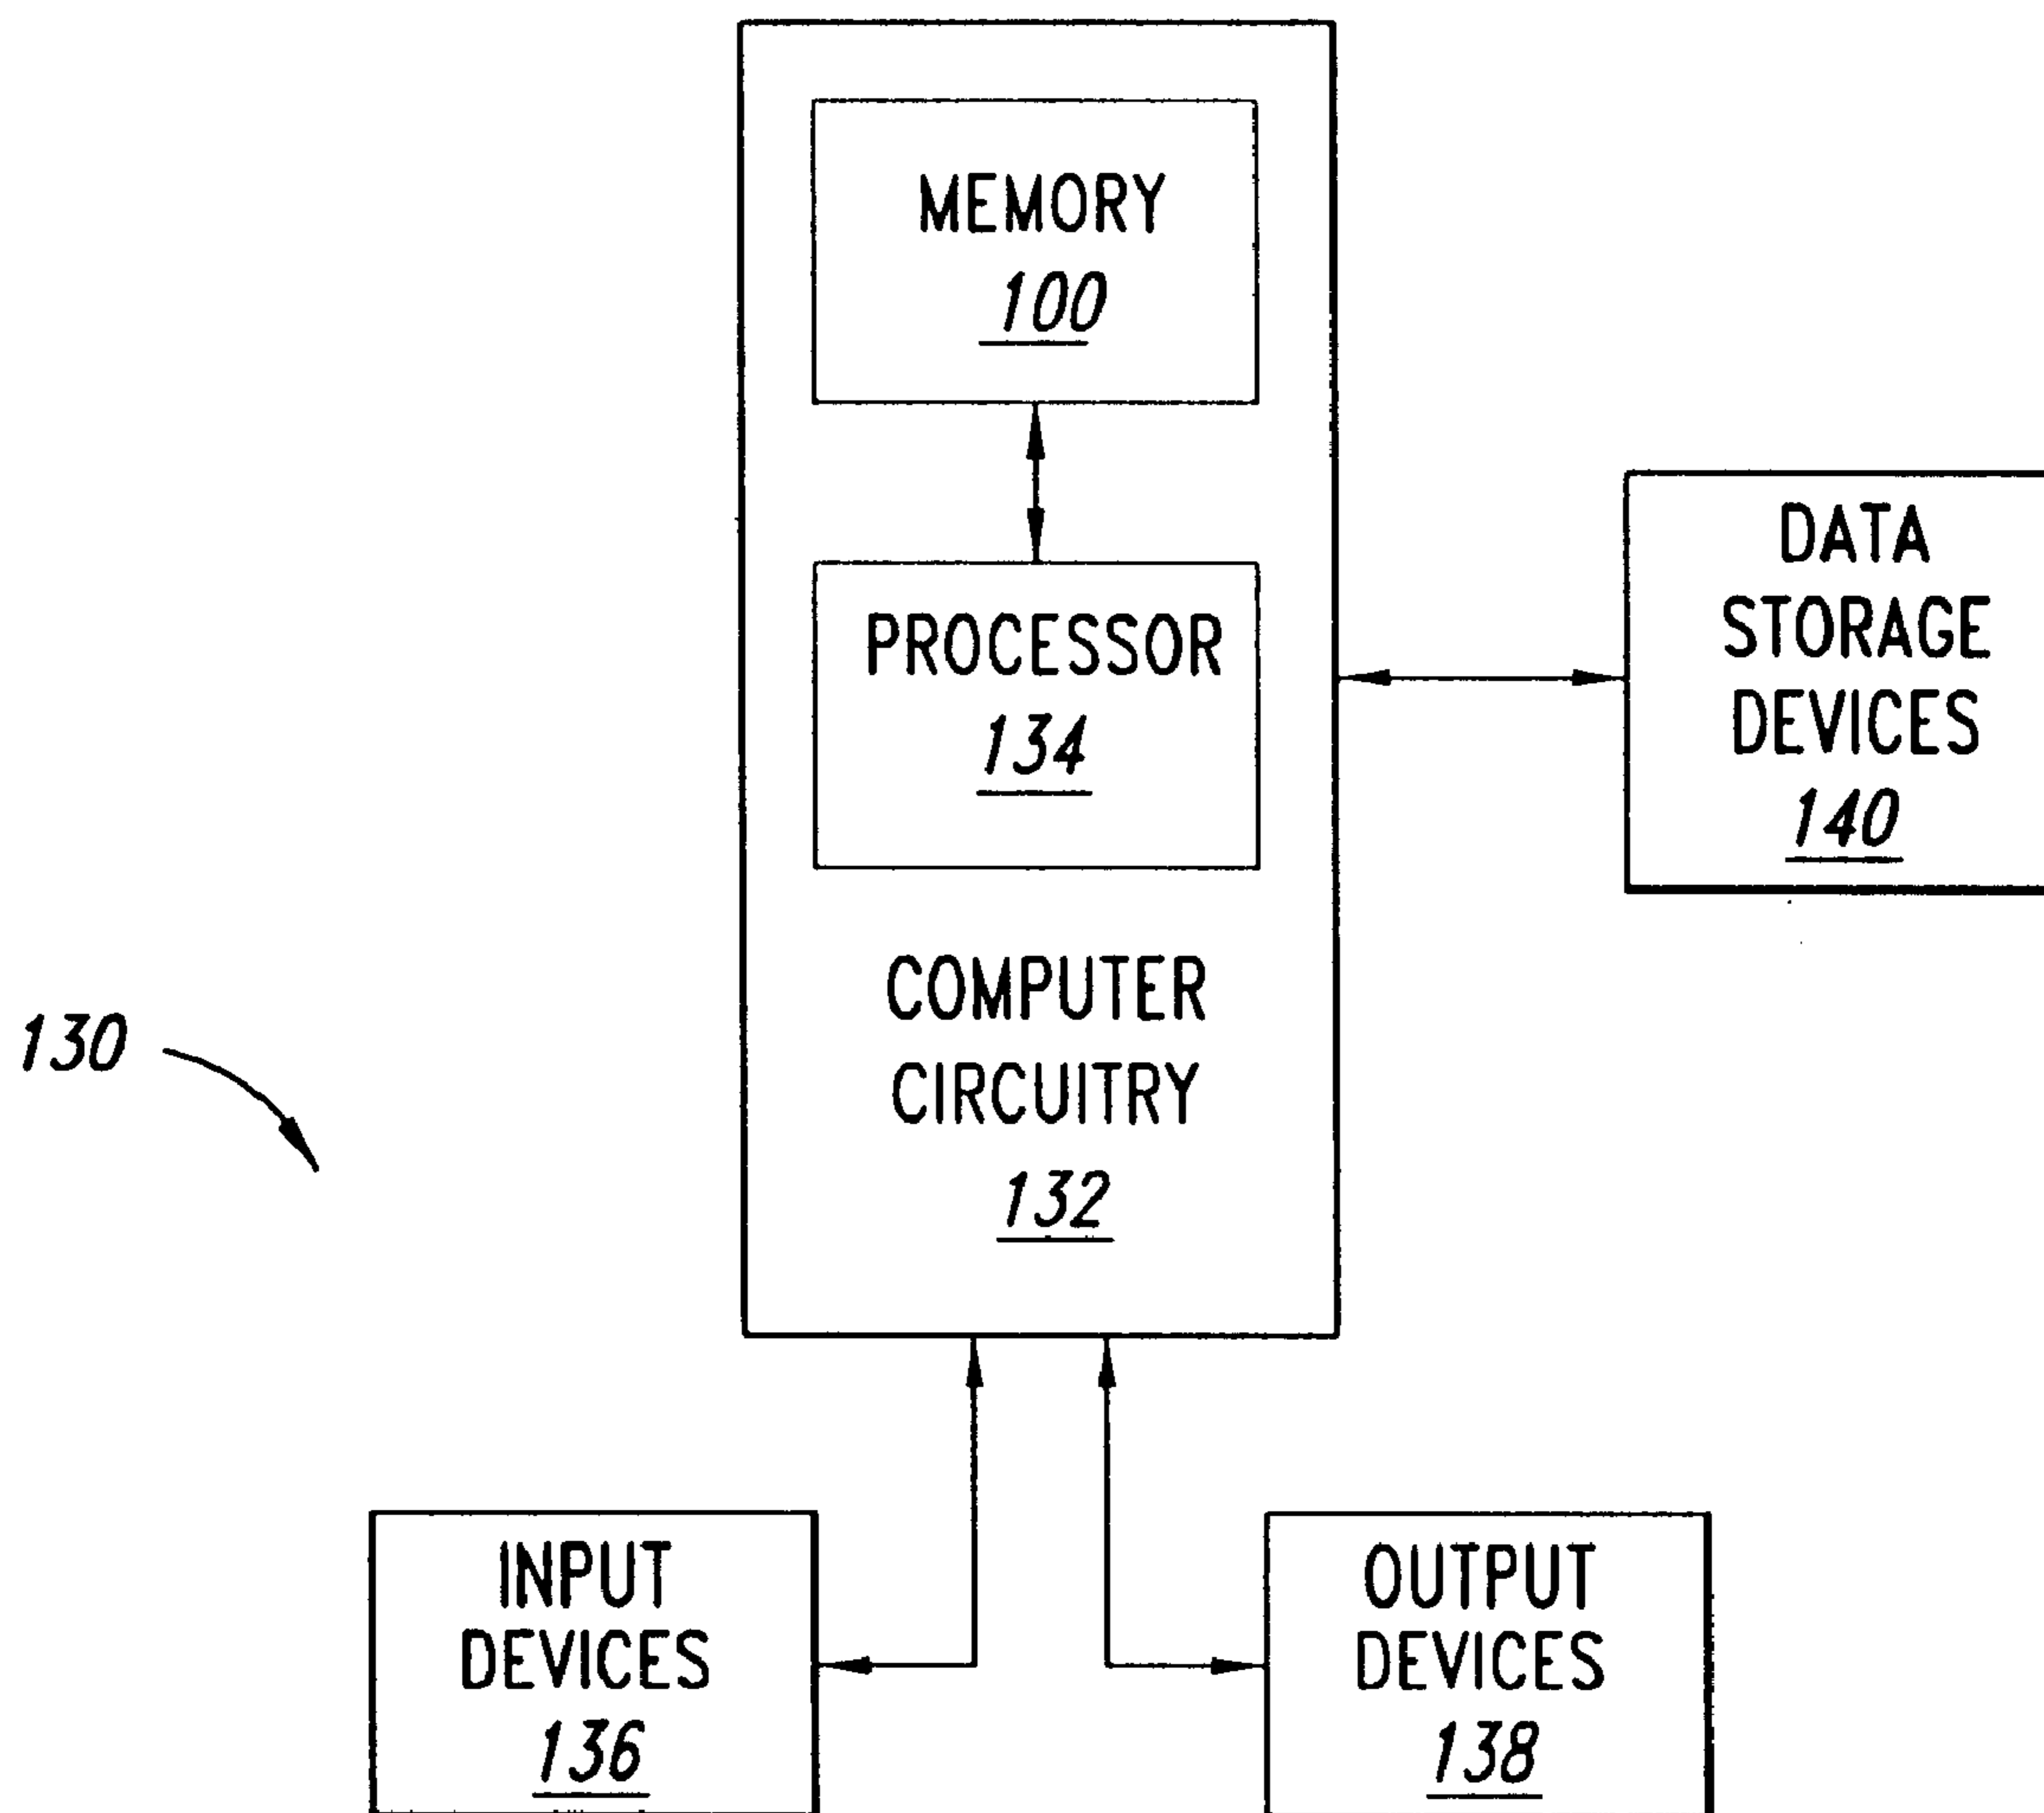 MEMORY
100
PROCESSOR
134
COMPUTER
CIRCUITRY
132
DATA
STORAGE
DEVICES
140
130
INPUT
DEVICES
136
OUTPUT
DEVICES
138